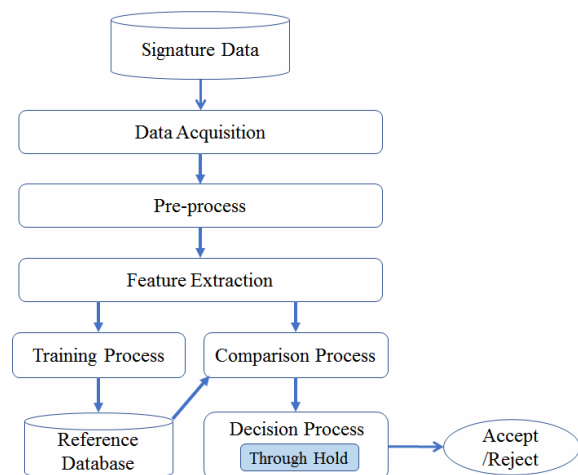 Signature Data
Data Acquisition
Pre-process
Feature Extraction
Training Process
Comparison Process
Reference
Database
Decision Process
Through Hold
Accept
/Reject